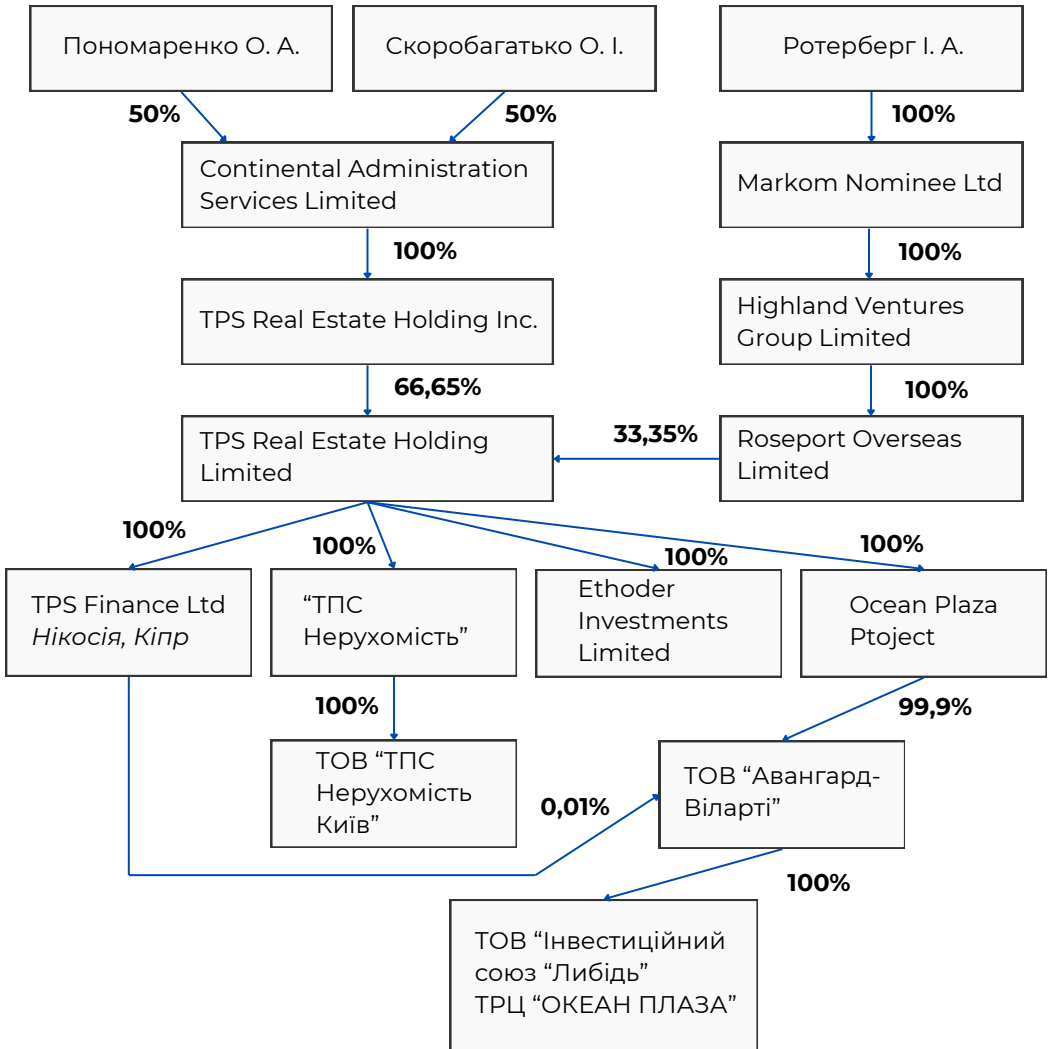 Пономаренко О. А.
Скоробагатько О. І.
Ротерберг І. А.
50%
50%
100%
Continental Administration
Services Limited
Markom Nominee Ltd
100%
100%
TPS Real Estate Holding Inc.
Highland Ventures
Group Limited
66,65%
100%
TPS Real Estate Holding
Limited
33,35%
Roseport Overseas
Limited
100%
100%
100%
100%
TPS Finance Ltd
Нікосія, Кіпр
“ТПС
Нерухомість”
Ethoder
Investments
Limited
Ocean Plaza
Ptoject
100%
99,9%
ТОВ “ТПС
Нерухомість
Київ”
0,01%
ТОВ “Авангард-
Віларті”
100%
ТОВ “Інвестиційний
союз “Либідь”
ТРЦ “ОКЕАН ПЛАЗА”